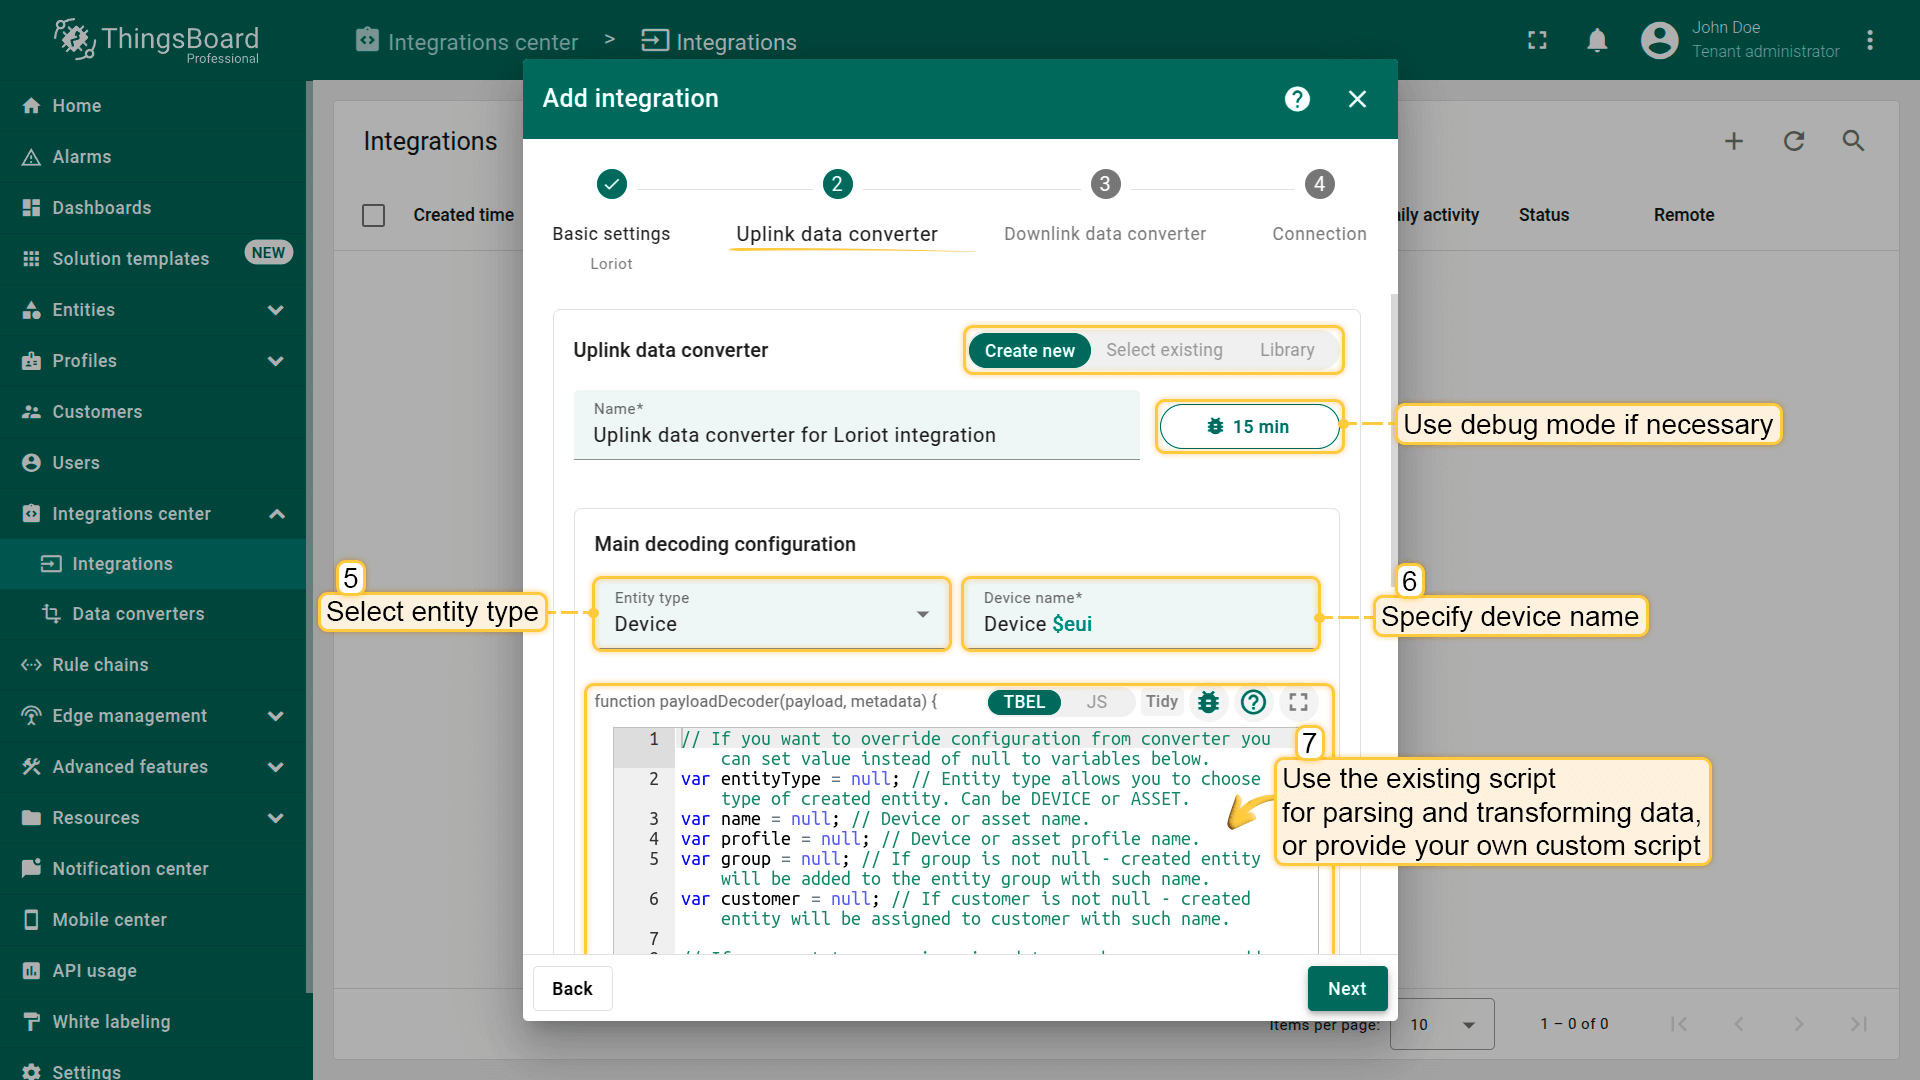 ThingsBoard
Professional
Integrations center > Integrations
John Doe
Tenant administrator
Home
Alarms
Dashboards
Solution templates NEW
Entities
Profiles
Customers
Users
Integrations center
Integrations
Data converters
Rule chains
Edge management
Advanced features
Resources
Notification center
Mobile center
API usage
White labeling
Settings
Integrations
Created time
ily activity
Status
Remote
Add integration
2
3
4
Basic settings
Loriot
Uplink data converter
Downlink data converter
Connection
Uplink data converter
Create new
Select existing
Library
Name*
Uplink data converter for Loriot integration
15 min
Use debug mode if necessary
Main decoding configuration
5
Select entity type
Entity type
Device
Device name*
Device $eui
6
Specify device name
function payloadDecoder(payload, metadata) {
TBEL
JS
Tidy
1 // If you want to override configuration from converter you
can set value instead of null to variables below.
2 var entityType = null; // Entity type allows you to choose
type of created entity. Can be DEVICE or ASSET.
3 var name = null; // Device or asset name.
4 var profile = null; // Device or asset profile name.
5 var group = null; // If group is not null - created entity
will be added to the entity group with such name.
6 var customer = null; // If customer is not null - created
entity will be assigned to customer with such name.
7
7
Use the existing script
for parsing and transforming data,
or provide your own custom script
Back
Next
Items per page:
10
1 – 0 of 0